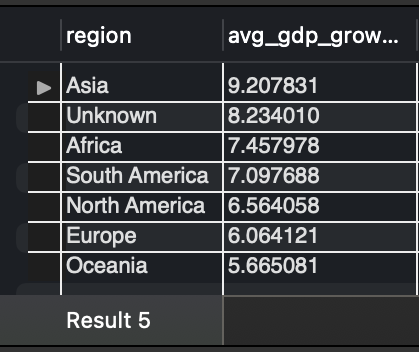 region avg_gdp_grow...
Asia 9.207831
Unknown 8.234010
Africa 7.457978
South America 7.097688
North America 6.564058
Europe 6.064121
Oceania 5.665081
Result 5